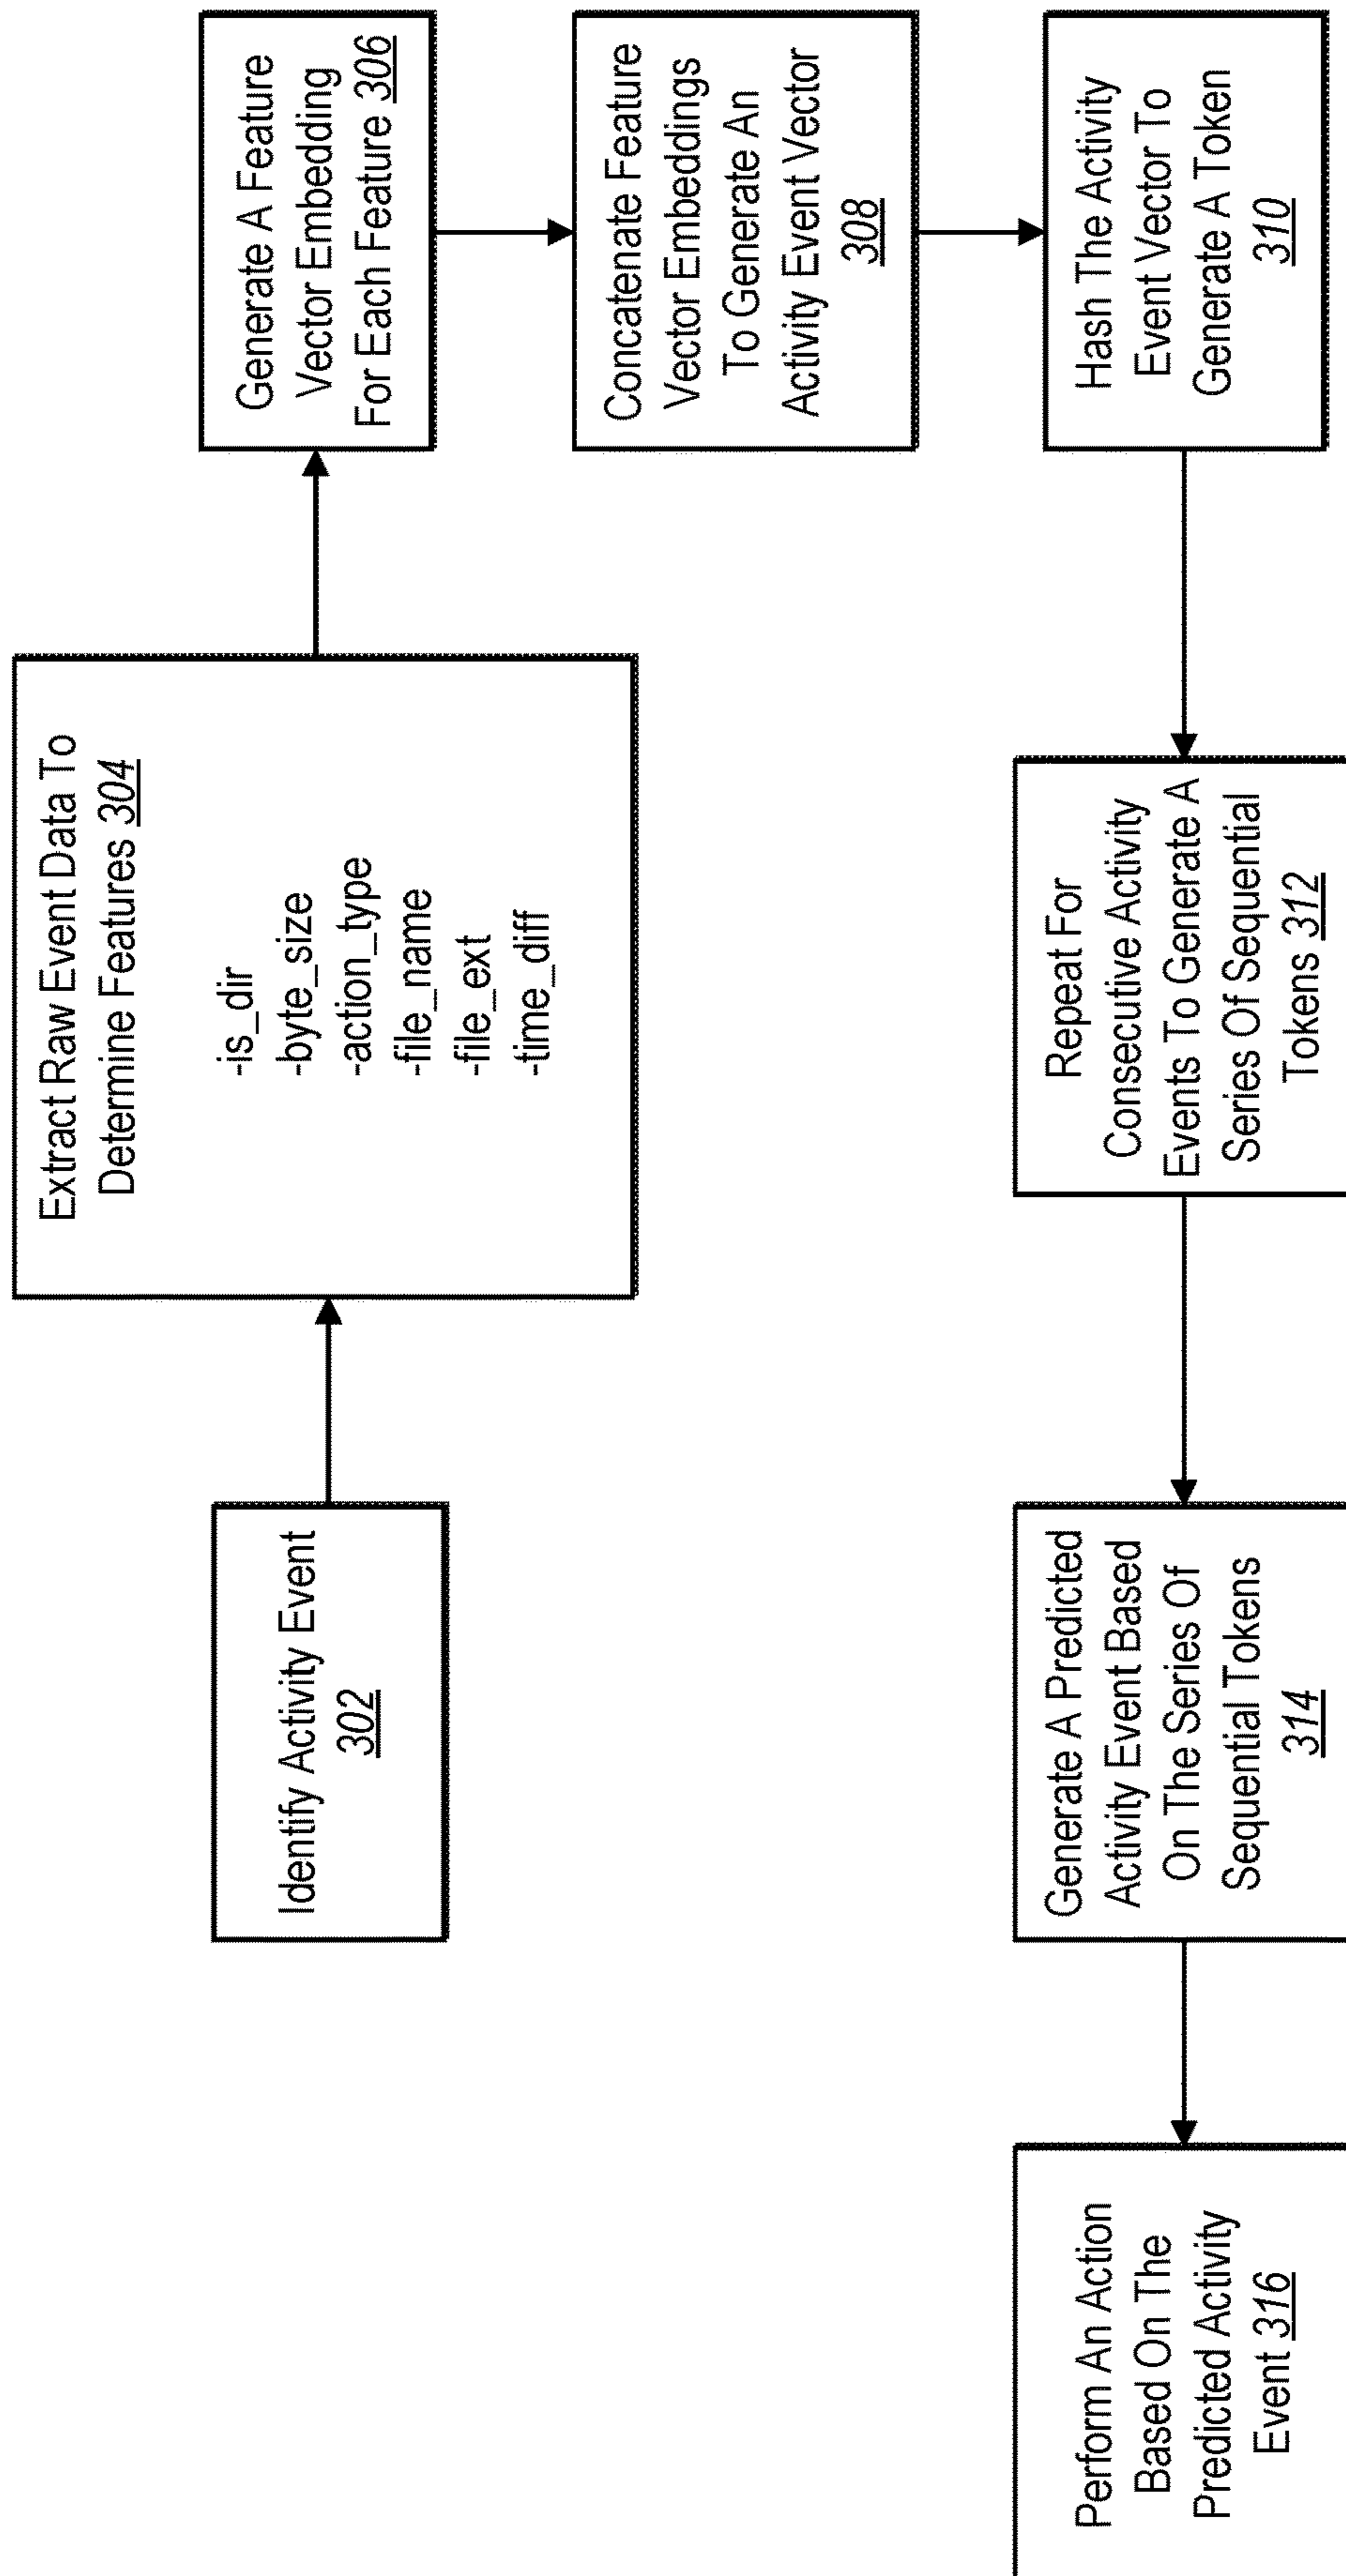 Identify Activity Event
302
Extract Raw Event Data To
Determine Features 304
-is_dir
-byte_size
-action_type
-file_name
-file_ext
-time_diff
Generate A Feature
Vector Embedding
For Each Feature 306
Concatenate Feature
Vector Embeddings
To Generate An
Activity Event Vector
308
Hash The Activity
Event Vector To
Generate A Token
310
Repeat For
Consecutive Activity
Events To Generate A
Series Of Sequential
Tokens 312
Generate A Predicted
Activity Event Based
On The Series Of
Sequential Tokens
314
Perform An Action
Based On The
Predicted Activity
Event 316